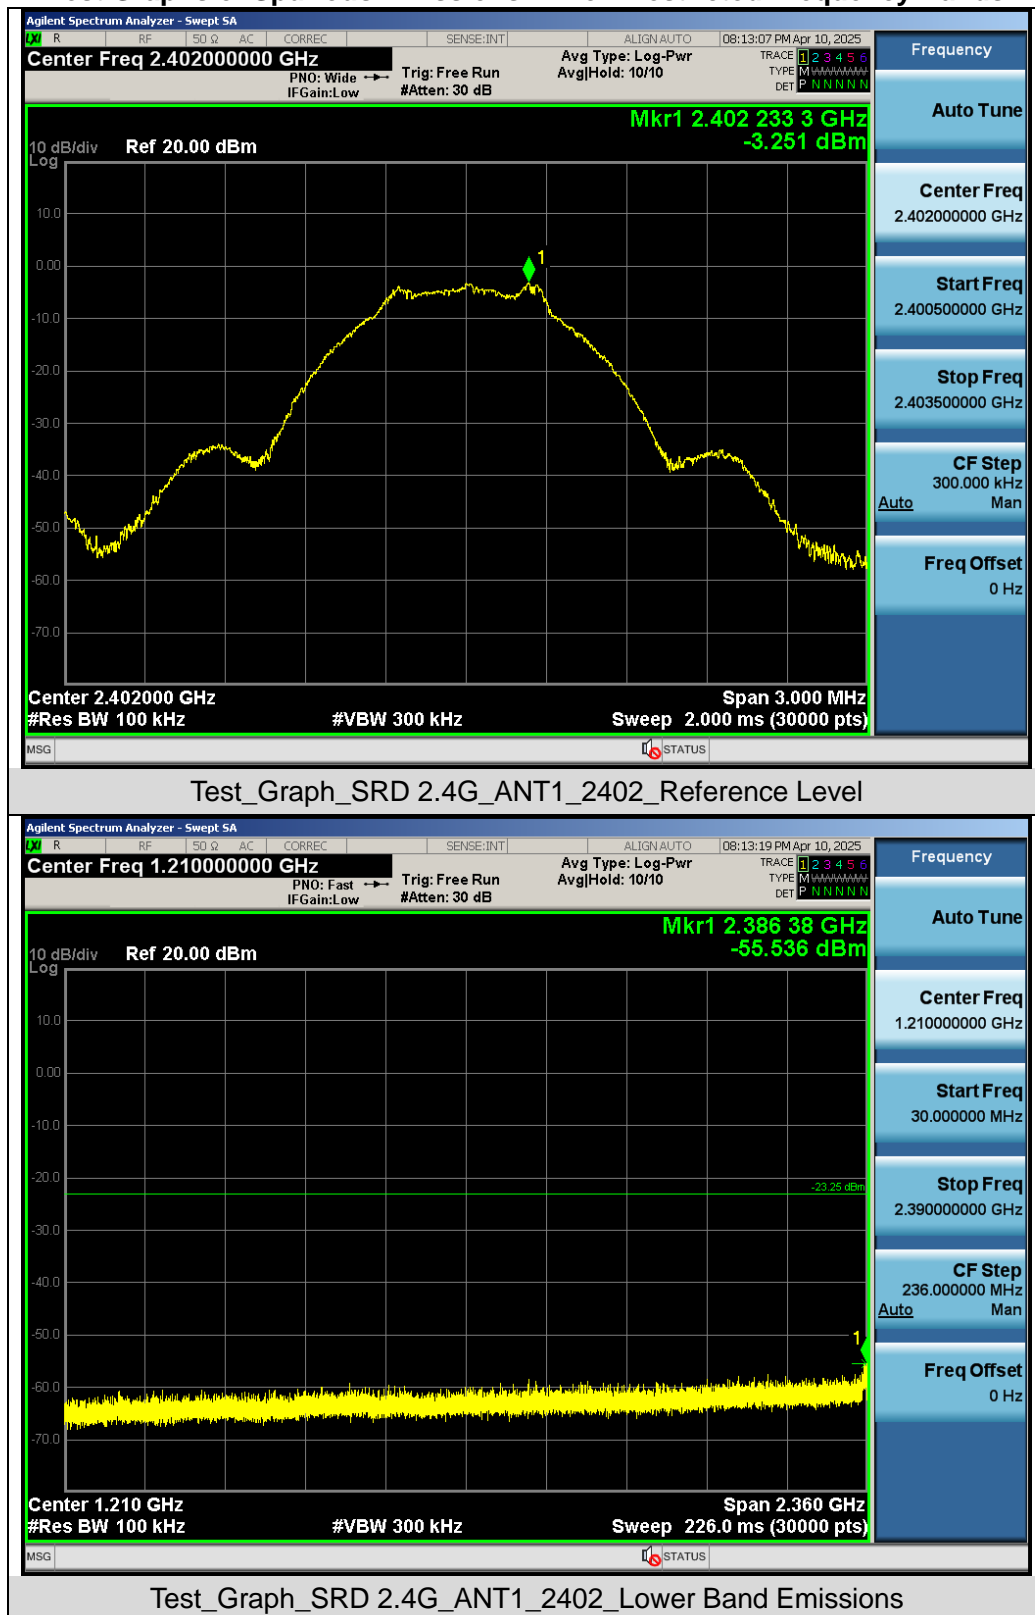 Agilent Spectrum Analyzer - Swept SA
LXI R RF 50 Ω AC CORREC SENSE:INT ALIGN AUTO 08:13:07 PM Apr 10, 2025
Center Freq 2.402000000 GHz
PNO: Wide
IFGain:Low
Trig: Free Run
#Atten: 30 dB
Avg Type: Log-Pwr
Avg|Hold: 10/10
TRACE 1 2 3 4 5 6
TYPE M
DET P N N N N N
Mkr1 2.402 233 3 GHz
-3.251 dBm
10 dB/div Ref 20.00 dBm
Log
10.0
0.00
-10.0
-20.0
-30.0
-40.0
-50.0
-60.0
-70.0
1
Center 2.402000 GHz Span 3.000 MHz
#Res BW 100 kHz #VBW 300 kHz Sweep 2.000 ms (30000 pts)
MSG STATUS
Frequency
Auto Tune
Center Freq
2.402000000 GHz
Start Freq
2.400500000 GHz
Stop Freq
2.403500000 GHz
CF Step
300.000 kHz
Auto Man
Freq Offset
0 Hz
Test_Graph_SRD 2.4G_ANT1_2402_Reference Level
Agilent Spectrum Analyzer - Swept SA
LXI R RF 50 Ω AC CORREC SENSE:INT ALIGN AUTO 08:13:19 PM Apr 10, 2025
Center Freq 1.210000000 GHz
PNO: Fast
IFGain:Low
Trig: Free Run
#Atten: 30 dB
Avg Type: Log-Pwr
Avg|Hold: 10/10
TRACE 1 2 3 4 5 6
TYPE M
DET P N N N N N
Mkr1 2.386 38 GHz
-55.536 dBm
10 dB/div Ref 20.00 dBm
Log
10.0
0.00
-10.0
-20.0
-30.0
-40.0
-50.0
-60.0
-70.0
-23.25 dBm
1
Center 1.210 GHz Span 2.360 GHz
#Res BW 100 kHz #VBW 300 kHz Sweep 226.0 ms (30000 pts)
MSG STATUS
Frequency
Auto Tune
Center Freq
1.210000000 GHz
Start Freq
30.000000 MHz
Stop Freq
2.390000000 GHz
CF Step
236.000000 MHz
Auto Man
Freq Offset
0 Hz
Test_Graph_SRD 2.4G_ANT1_2402_Lower Band Emissions